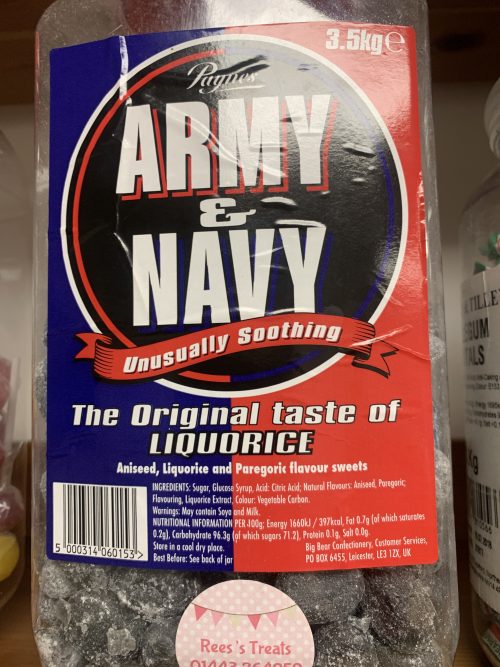 3.5kg e
Paynes
ARMY
&
NAVY
Unusually Soothing
The Original taste of
LIQUORICE
Aniseed, Liquorice and Paregoric flavour sweets
INGREDIENTS: Sugar, Glucose Syrup, Acid: Citric Acid; Natural Flavours: Aniseed, Paregoric;
Flavouring, Liquorice Extract, Colour: Vegetable Carbon.
Warnings: May contain Soya and Milk.
NUTRITIONAL INFORMATION PER 100g: Energy 1660kJ / 397kcal, Fat 0.7g (of which saturates
0.2g), Carbohydrate 96.3g (of which sugars 71.2), Protein 0.1g, Salt 0.0g.
Store in a cool dry place.
Best Before: See back of jar
Big Bear Confectionery, Customer Services,
PO BOX 6455, Leicester, LE3 1ZX, UK
5 000314 060153 >
Rees's Treats
TILLE
GUM
ALS